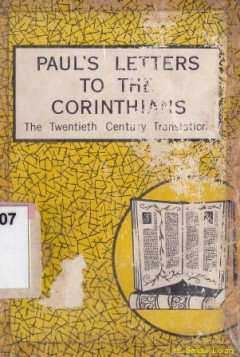 PAUL'S LETTERS
TO THE
CORINTHIANS
The Twentieth Century Translation
07